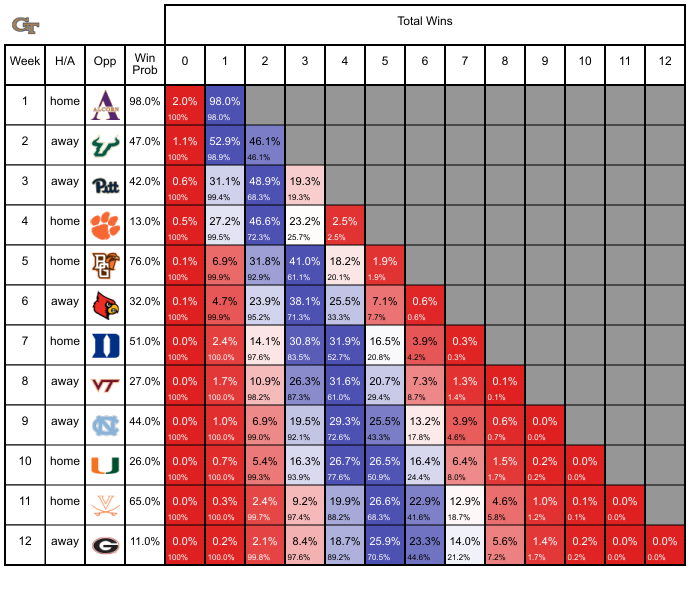 GT
Total Wins
Week H/A Opp Win Prob 0 1 2 3 4 5 6 7 8 9 10 11 12
1 home A ALCORN 98.0% 2.0% 98.0%
100% 98.0%
2 away 47.0% 1.1% 52.9% 46.1%
100% 98.9% 46.1%
3 away Pitt 42.0% 0.6% 31.1% 48.9% 19.3%
100% 99.4% 68.3% 19.3%
4 home 13.0% 0.5% 27.2% 46.6% 23.2% 2.5%
100% 99.5% 72.3% 25.7% 2.5%
5 home BG 76.0% 0.1% 6.9% 31.8% 41.0% 18.2% 1.9%
100% 99.9% 92.9% 61.1% 20.1% 1.9%
6 away 32.0% 0.1% 4.7% 23.9% 38.1% 25.5% 7.1% 0.6%
100% 99.9% 95.2% 71.3% 33.3% 7.7% 0.6%
7 home D 51.0% 0.0% 2.4% 14.1% 30.8% 31.9% 16.5% 3.9% 0.3%
100% 100.0% 97.6% 83.5% 52.7% 20.8% 4.2% 0.3%
8 away VT 27.0% 0.0% 1.7% 10.9% 26.3% 31.6% 20.7% 7.3% 1.3% 0.1%
100% 100.0% 98.2% 87.3% 61.0% 29.4% 8.7% 1.4% 0.1%
9 away NC 44.0% 0.0% 1.0% 6.9% 19.5% 29.3% 25.5% 13.2% 3.9% 0.6% 0.0%
100% 100.0% 99.0% 92.1% 72.6% 43.3% 17.8% 4.6% 0.7% 0.0%
10 home U 26.0% 0.0% 0.7% 5.4% 16.3% 26.7% 26.5% 16.4% 6.4% 1.5% 0.2% 0.0%
100% 100.0% 99.3% 93.9% 77.6% 50.9% 24.4% 8.0% 1.7% 0.2% 0.0%
11 home V 65.0% 0.0% 0.3% 2.4% 9.2% 19.9% 26.6% 22.9% 12.9% 4.6% 1.0% 0.1% 0.0%
100% 100.0% 99.7% 97.4% 88.2% 68.3% 41.6% 18.7% 5.8% 1.2% 0.1% 0.0%
12 away G 11.0% 0.0% 0.2% 2.1% 8.4% 18.7% 25.9% 23.3% 14.0% 5.6% 1.4% 0.2% 0.0% 0.0%
100% 100.0% 99.8% 97.6% 89.2% 70.5% 44.6% 21.2% 7.2% 1.7% 0.2% 0.0% 0.0%